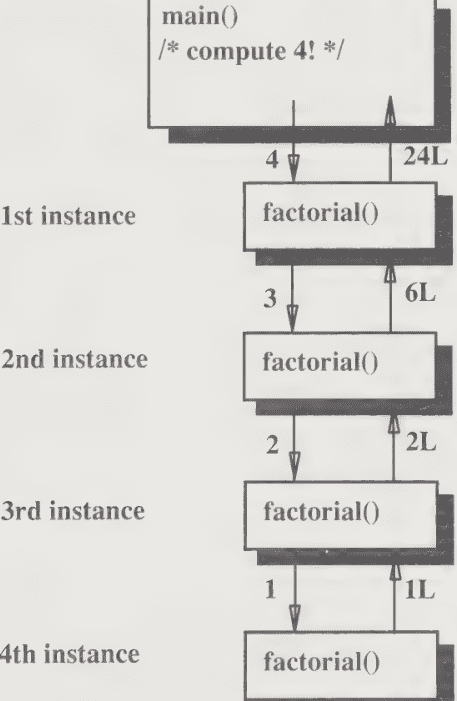 main()
/* compute 4! */
4 24L
1st instance factorial()
3 6L
2nd instance factorial()
2 2L
3rd instance factorial()
1 1L
4th instance factorial()